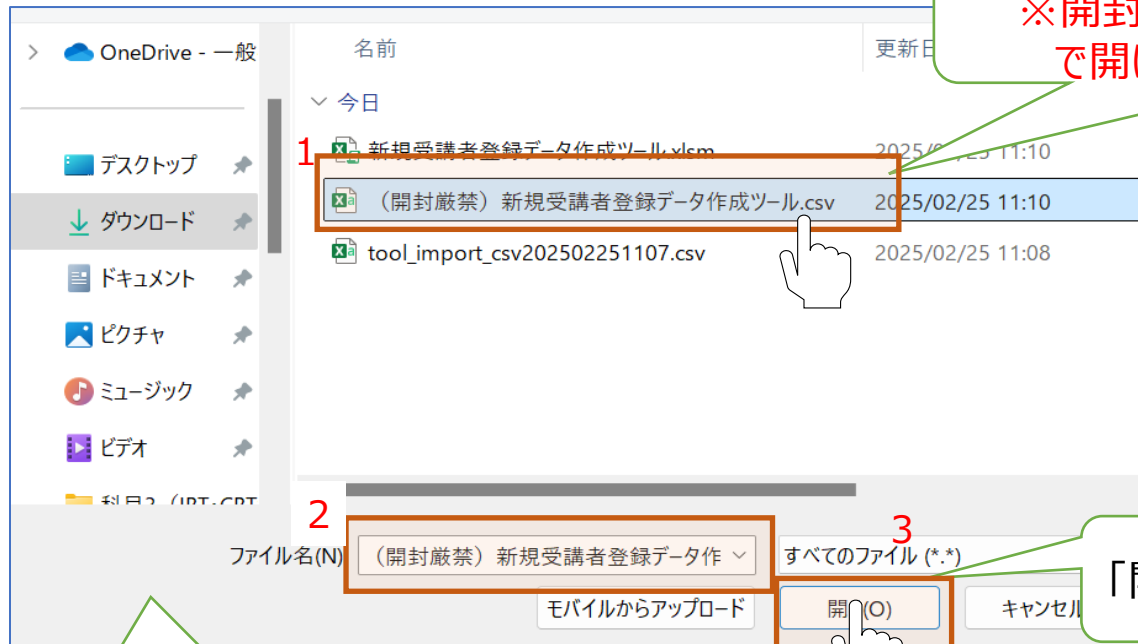 ※開封
で開
OneDrive - 一般
名前
更新日
今日
1
新規受講者登録データ作成ツール.xlsm
2025/02/25 11:10
デスクトップ
（開封厳禁）新規受講者登録データ作成ツール.csv
2025/02/25 11:10
ダウンロード
tool_import_csv202502251107.csv
2025/02/25 11:08
ドキュメント
ピクチャ
ミュージック
ビデオ
2
3
ファイル名(N)
（開封厳禁）新規受講者登録データ作
すべてのファイル (*.*)
モバイルからアップロード
開 (O)
キャンセル
「開